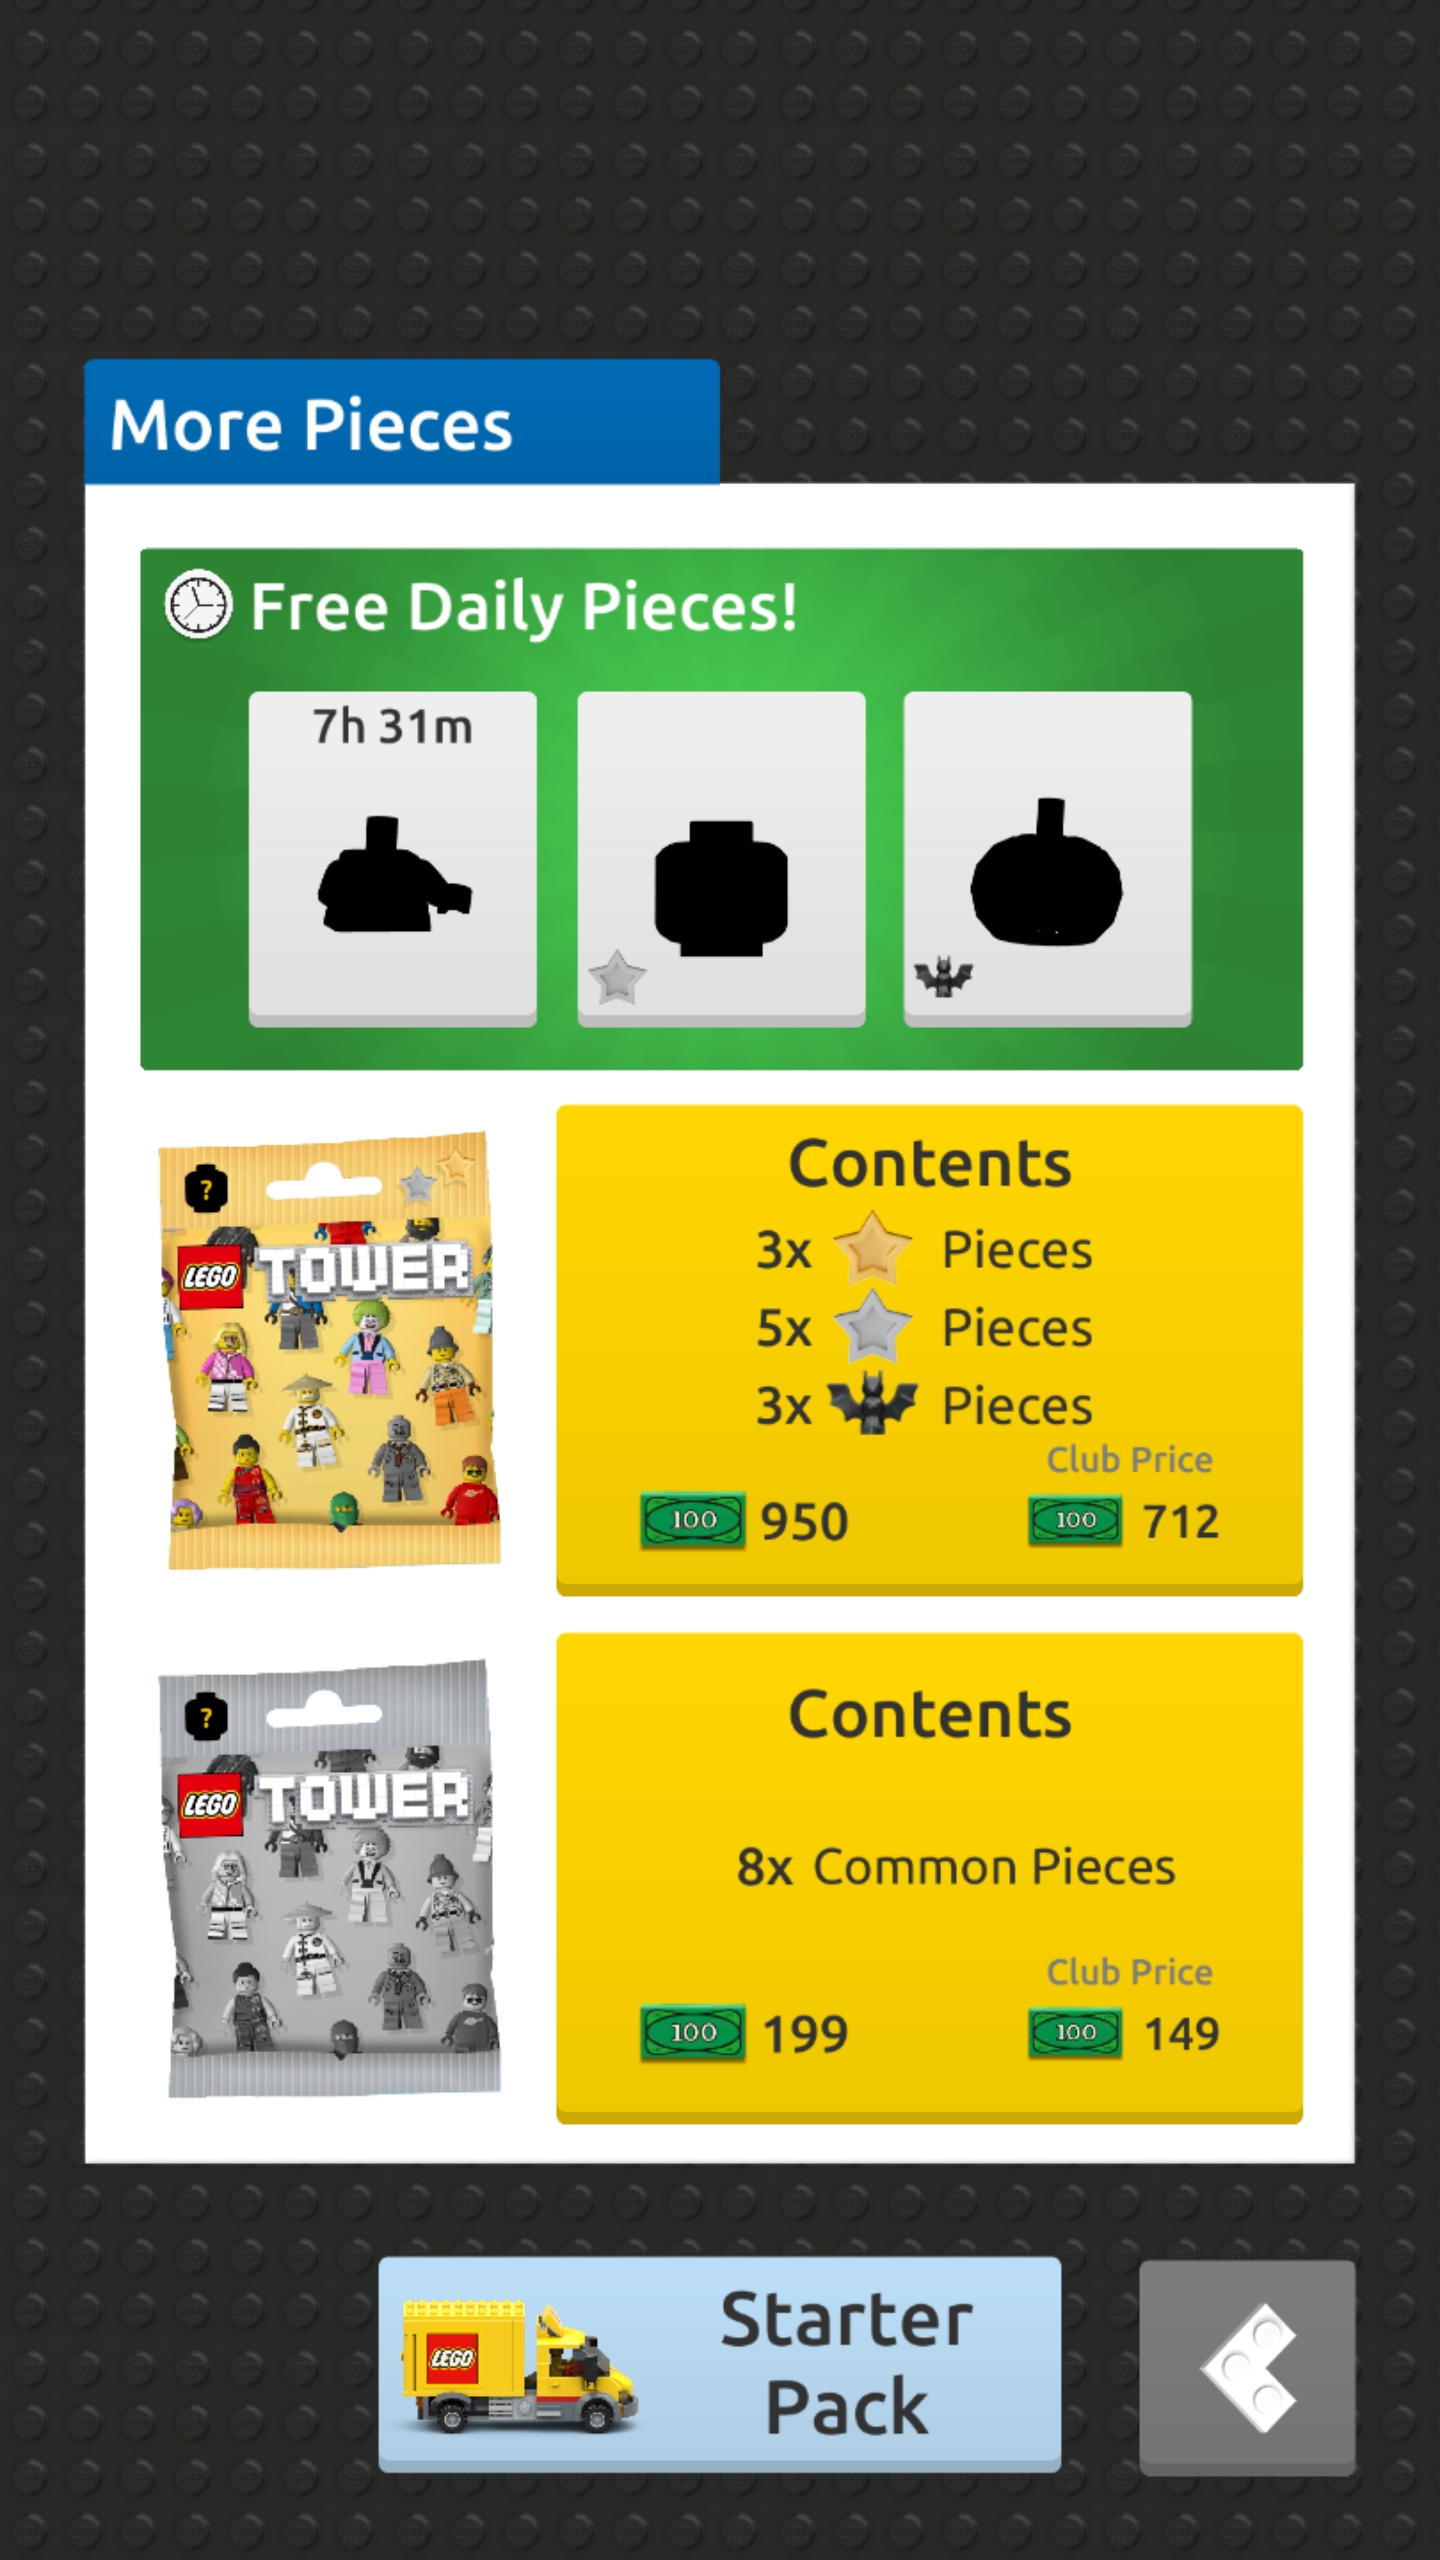 More Pieces
Free Daily Pieces!
7h 31m
?
LEGO TOWER
Contents
3x Pieces
5x Pieces
3x Pieces
Club Price
100 950
100 712
?
LEGO TOWER
Contents
8x Common Pieces
Club Price
100 199
100 149
LEGO
Starter
Pack